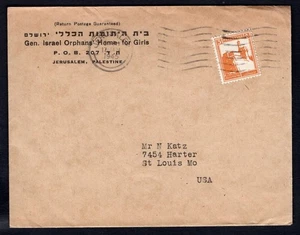 (Return Postage Guaranteed)
בית היתומות הכללי ירושלים
Gen. Israel Orphans' Home for Girls
P. O. B. 207 ת. ד.
JERUSALEM, PALESTINE
Mr N Katz
7454 Harter
St Louis Mo
USA